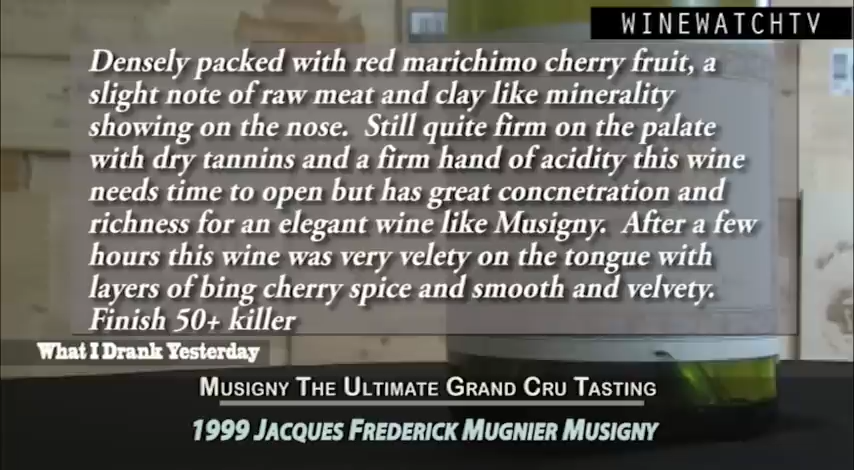 WINEWATCHTV
Densely packed with red marichimo cherry fruit, a
slight note of raw meat and clay like minerality
showing on the nose.  Still quite firm on the palate
with dry tannins and a firm hand of acidity this wine
needs time to open but has great concnetration and
richness for an elegant wine like Musigny.  After a few
hours this wine was very velety on the tongue with
layers of bing cherry spice and smooth and velvety.
Finish 50+ killer
What I Drank Yesterday
MUSIGNY THE ULTIMATE GRAND CRU TASTING
1999 JACQUES FREDERICK MUGNIER MUSIGNY